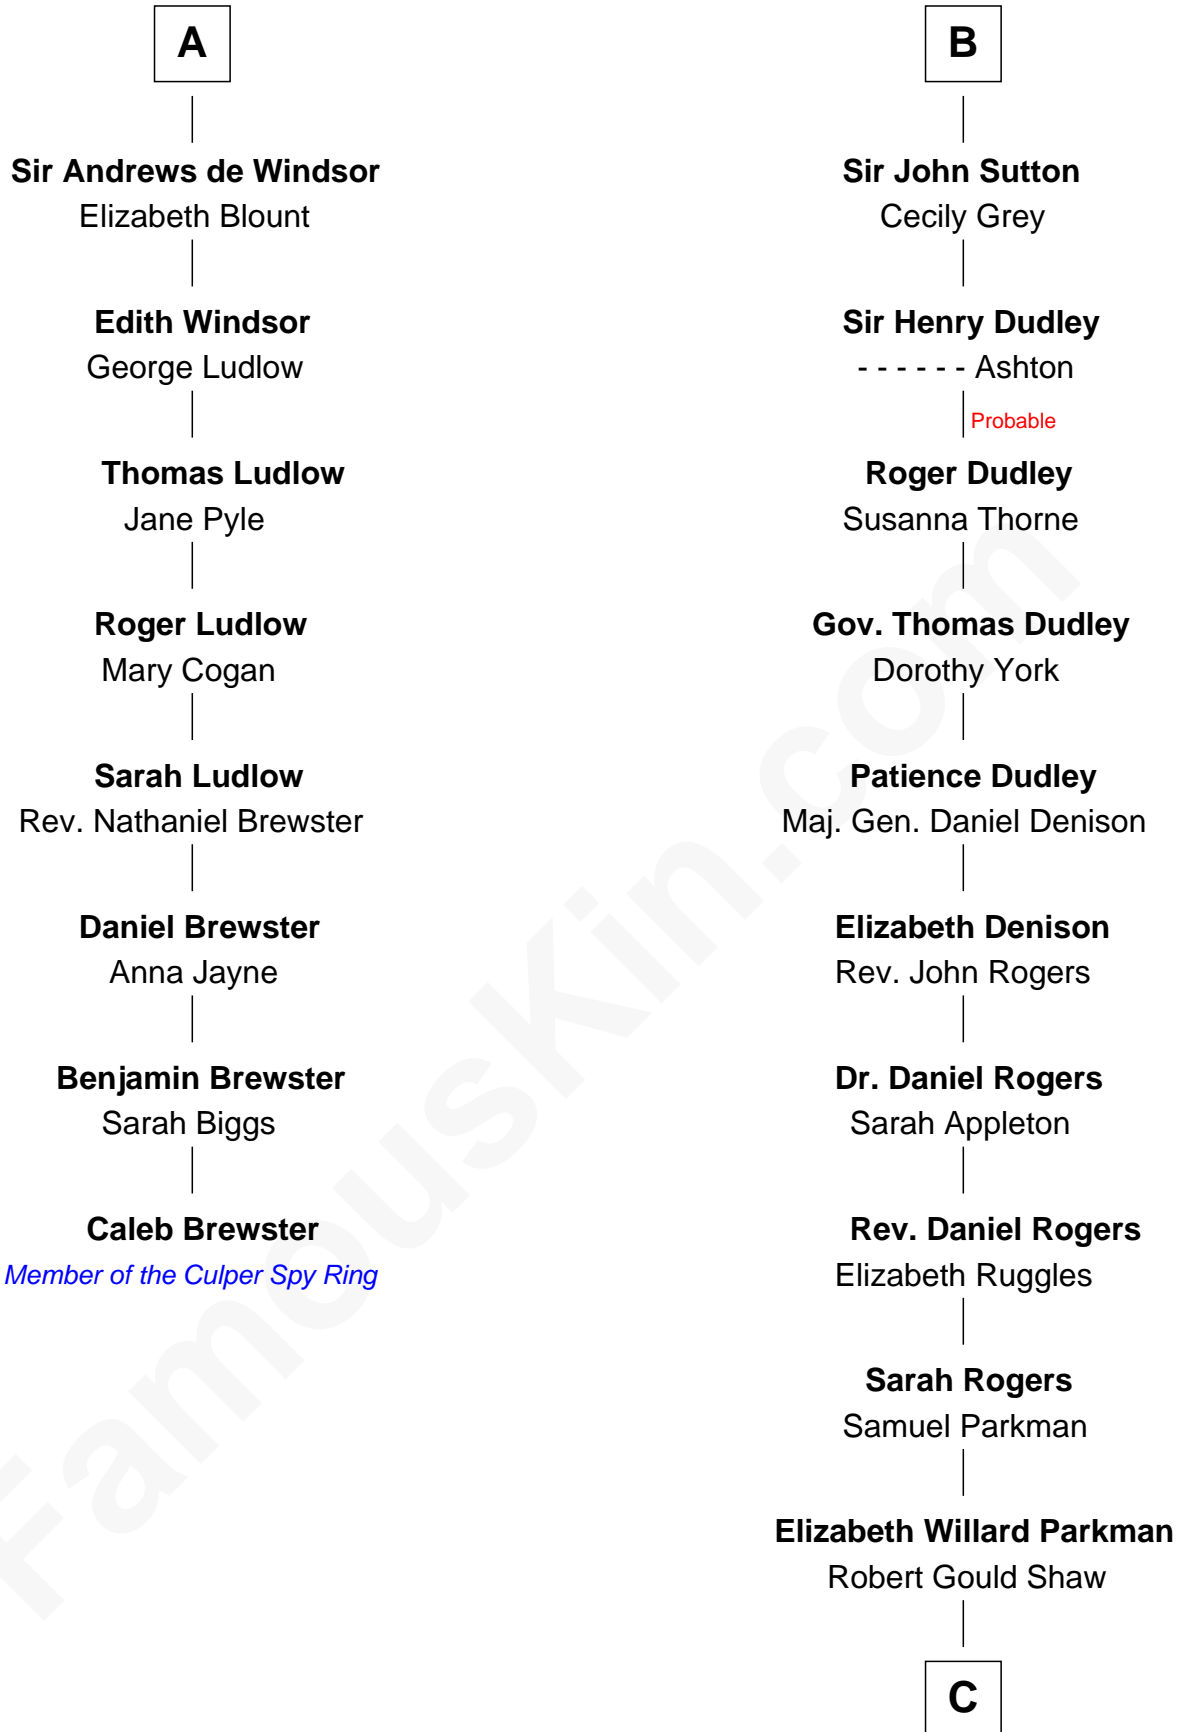 A
Sir Andrews de Windsor
Elizabeth Blount
Edith Windsor
George Ludlow
Thomas Ludlow
Jane Pyle
Roger Ludlow
Mary Cogan
Sarah Ludlow
Rev. Nathaniel Brewster
Daniel Brewster
Anna Jayne
Benjamin Brewster
Sarah Biggs
Caleb Brewster
Member of the Culper Spy Ring
B
Sir John Sutton
Cecily Grey
Sir Henry Dudley
- - - - - - Ashton
Probable
Roger Dudley
Susanna Thorne
Gov. Thomas Dudley
Dorothy York
Patience Dudley
Maj. Gen. Daniel Denison
Elizabeth Denison
Rev. John Rogers
Dr. Daniel Rogers
Sarah Appleton
Rev. Daniel Rogers
Elizabeth Ruggles
Sarah Rogers
Samuel Parkman
Elizabeth Willard Parkman
Robert Gould Shaw
C
FamousKin.com